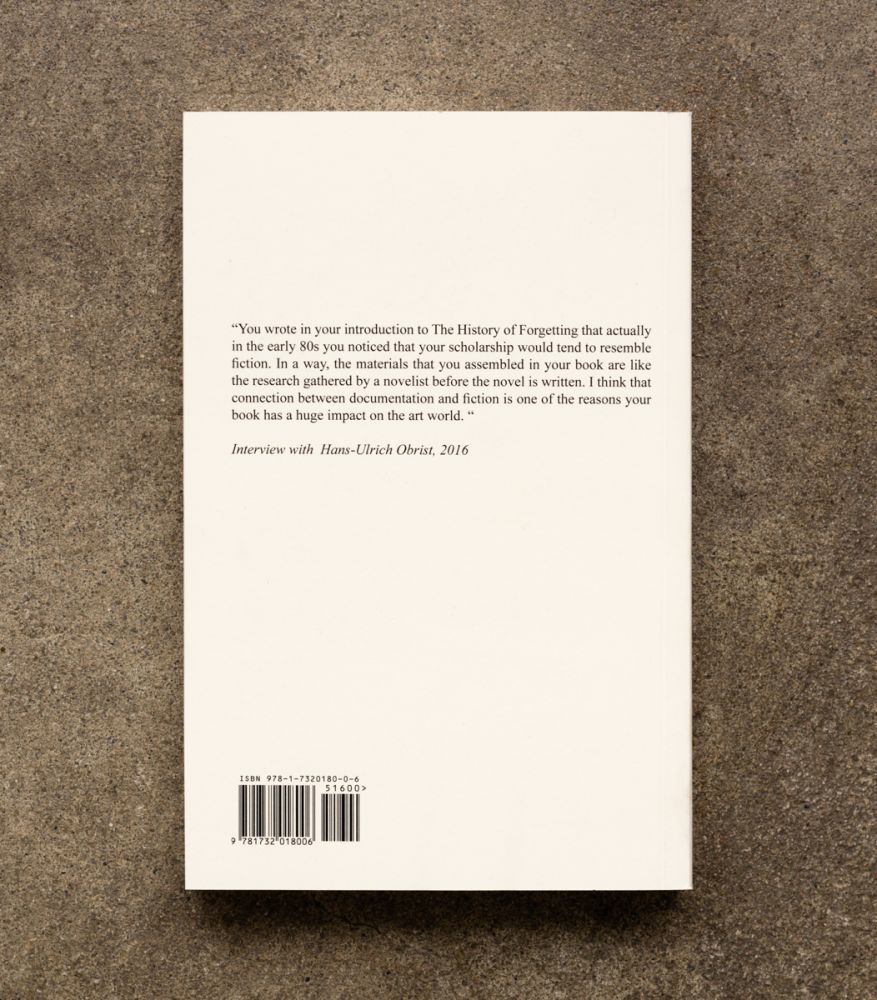 “You wrote in your introduction to The History of Forgetting that actually
in the early 80s you noticed that your scholarship would tend to resemble
fiction. In a way, the materials that you assembled in your book are like
the research gathered by a novelist before the novel is written. I think that
connection between documentation and fiction is one of the reasons your
book has a huge impact on the art world. “
Interview with  Hans-Ulrich Obrist, 2016
ISBN 978-1-7320180-0-6
51600>
9 781732 018006